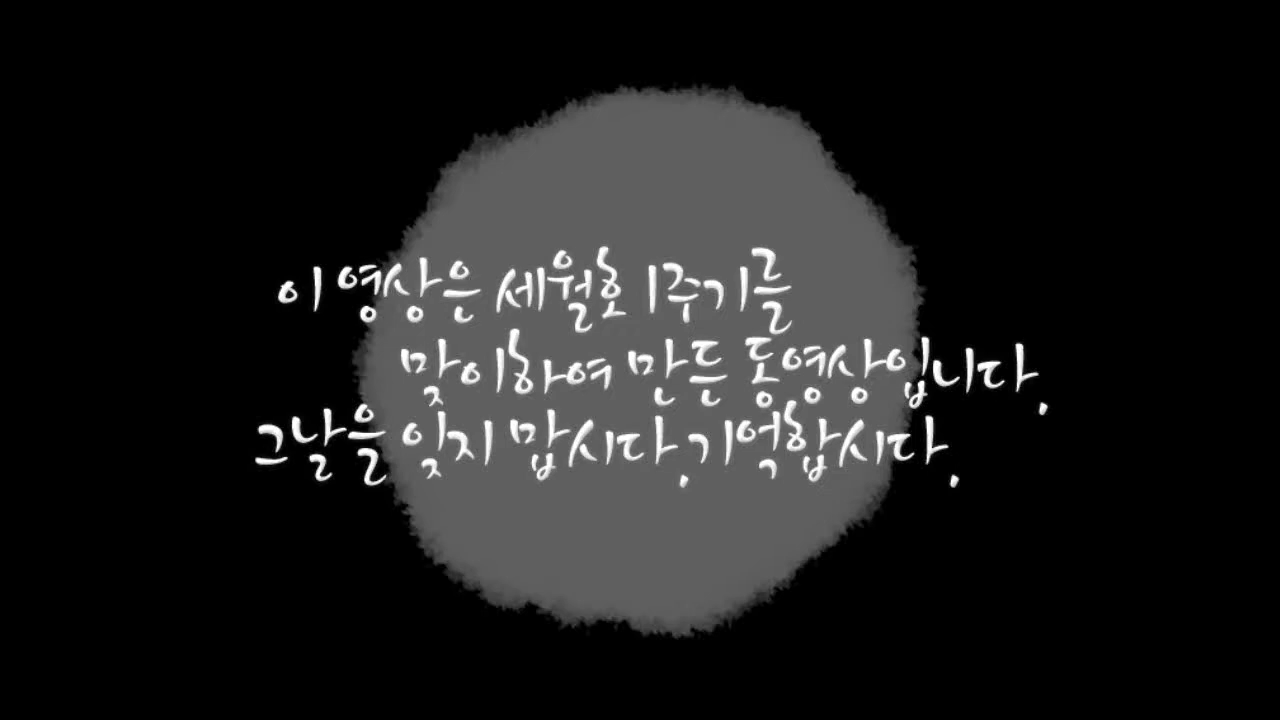 이 영상은 세월호 1주기를
맞이하여 만든 동영상입니다.
그날을 잊지 맙시다.기억합시다.